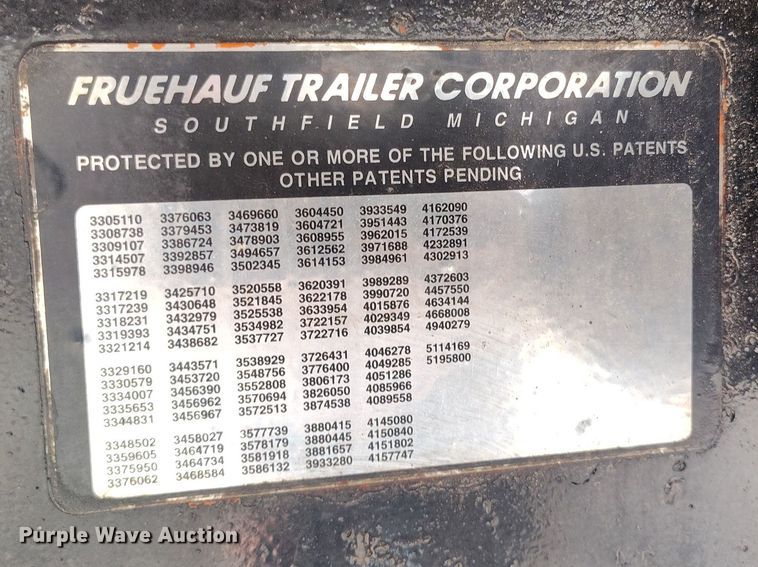 FRUEHAUF TRAILER CORPORATION
SOUTHFIELD MICHIGAN
PROTECTED BY ONE OR MORE OF THE FOLLOWING U.S. PATENTS
OTHER PATENTS PENDING
3305110 3376063 3469660 3604450 3933549 4162090
3308738 3379453 3473819 3604721 3951443 4170376
3309107 3386724 3478903 3608955 3962015 4172539
3314507 3392857 3494657 3612562 3971688 4232891
3315978 3398946 3502345 3614153 3984961 4302913
3317219 3425710 3520558 3620391 3989289 4372603
3317239 3430648 3521845 3622178 3990720 4457550
3318231 3432979 3525538 3633954 4015876 4634144
3319393 3434751 3534982 3722157 4029349 4668008
3321214 3438682 3537727 3722716 4039854 4940279
3329160 3443571 3538929 3726431 4046278 5114169
3330579 3453720 3548756 3776400 4049285 5195800
3334007 3456390 3552808 3806173 4051286
3335653 3456962 3570694 3826050 4085966
3344831 3456967 3572513 3874538 4089558
3348502 3458027 3577739 3880415 4145080
3359605 3464719 3578179 3880445 4150840
3375950 3464734 3581918 3881657 4151802
3376062 3468584 3586132 3933280 4157747
Purple Wave Auction